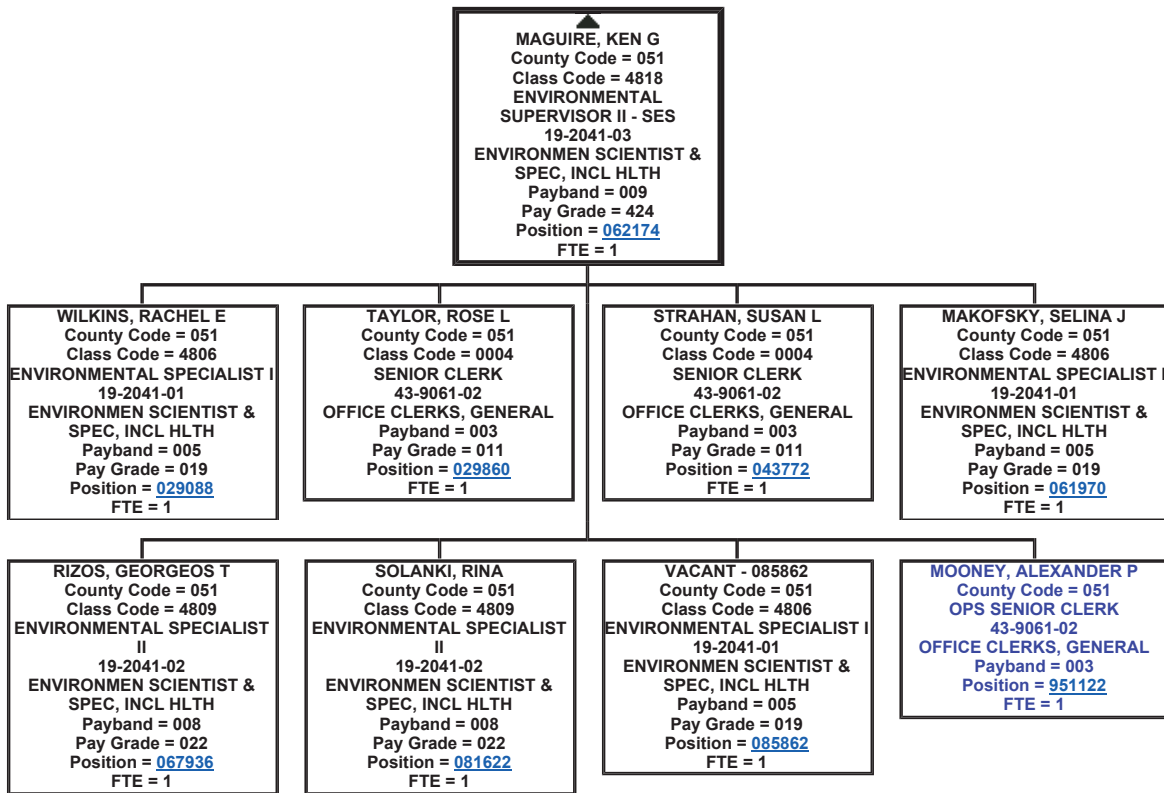 MAGUIRE, KEN G
County Code = 051
Class Code = 4818
ENVIRONMENTAL
SUPERVISOR II - SES
19-2041-03
ENVIRONMEN SCIENTIST &
SPEC, INCL HLTH
Payband = 009
Pay Grade = 424
Position = 062174
FTE = 1
WILKINS, RACHEL E
County Code = 051
Class Code = 4806
ENVIRONMENTAL SPECIALIST I
19-2041-01
ENVIRONMEN SCIENTIST &
SPEC, INCL HLTH
Payband = 005
Pay Grade = 019
Position = 029088
FTE = 1
TAYLOR, ROSE L
County Code = 051
Class Code = 0004
SENIOR CLERK
43-9061-02
OFFICE CLERKS, GENERAL
Payband = 003
Pay Grade = 011
Position = 029860
FTE = 1
STRAHAN, SUSAN L
County Code = 051
Class Code = 0004
SENIOR CLERK
43-9061-02
OFFICE CLERKS, GENERAL
Payband = 003
Pay Grade = 011
Position = 043772
FTE = 1
MAKOFSKY, SELINA J
County Code = 051
Class Code = 4806
ENVIRONMENTAL SPECIALIST I
19-2041-01
ENVIRONMEN SCIENTIST &
SPEC, INCL HLTH
Payband = 005
Pay Grade = 019
Position = 061970
FTE = 1
RIZOS, GEORGEOS T
County Code = 051
Class Code = 4809
ENVIRONMENTAL SPECIALIST
II
19-2041-02
ENVIRONMEN SCIENTIST &
SPEC, INCL HLTH
Payband = 008
Pay Grade = 022
Position = 067936
FTE = 1
SOLANKI, RINA
County Code = 051
Class Code = 4809
ENVIRONMENTAL SPECIALIST
II
19-2041-02
ENVIRONMEN SCIENTIST &
SPEC, INCL HLTH
Payband = 008
Pay Grade = 022
Position = 081622
FTE = 1
VACANT - 085862
County Code = 051
Class Code = 4806
ENVIRONMENTAL SPECIALIST I
19-2041-01
ENVIRONMEN SCIENTIST &
SPEC, INCL HLTH
Payband = 005
Pay Grade = 019
Position = 085862
FTE = 1
MOONEY, ALEXANDER P
County Code = 051
OPS SENIOR CLERK
43-9061-02
OFFICE CLERKS, GENERAL
Payband = 003
Position = 951122
FTE = 1